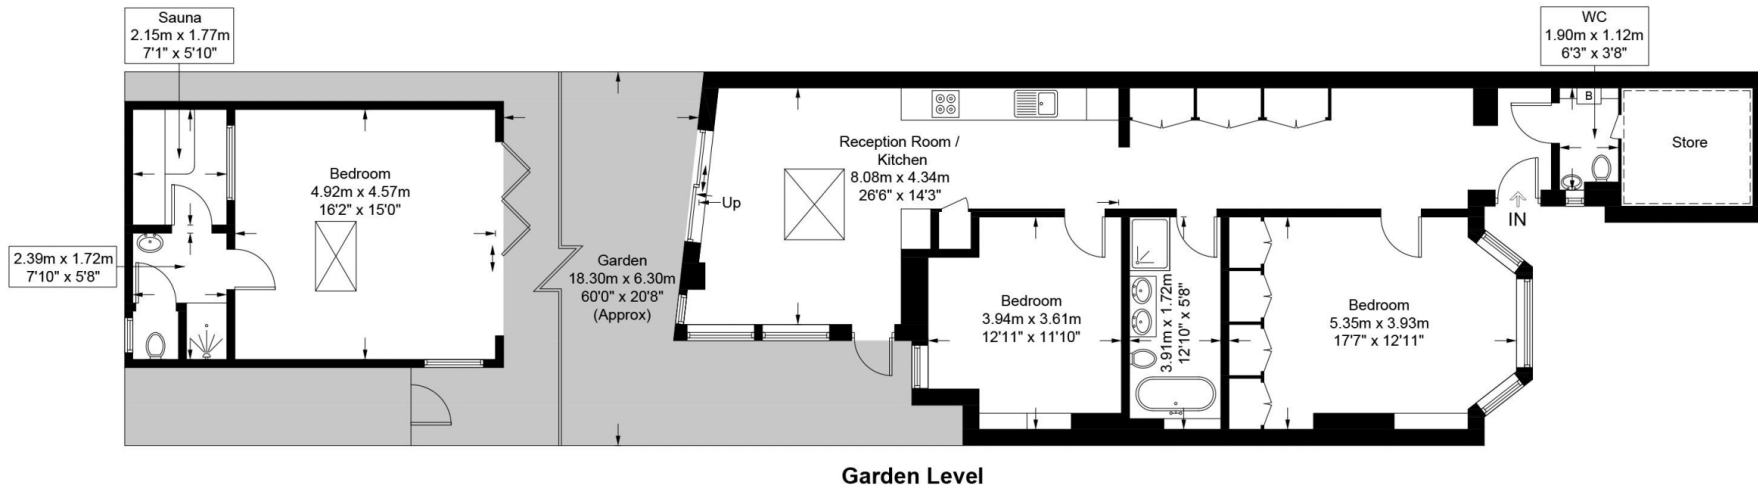 Sauna
2.15m x 1.77m
7'1" x 5'10"
WC
1.90m x 1.12m
6'3" x 3'8"
B
Store
Reception Room /
Kitchen
8.08m x 4.34m
26'6" x 14'3"
Bedroom
4.92m x 4.57m
16'2" x 15'0"
Up
IN
2.39m x 1.72m
7'10" x 5'8"
Garden
18.30m x 6.30m
60'0" x 20'8"
(Approx)
Bedroom
3.94m x 3.61m
12'11" x 11'10"
3.91m x 1.72m
12'10" x 5'8"
Bedroom
5.35m x 3.93m
17'7" x 12'11"
Garden Level